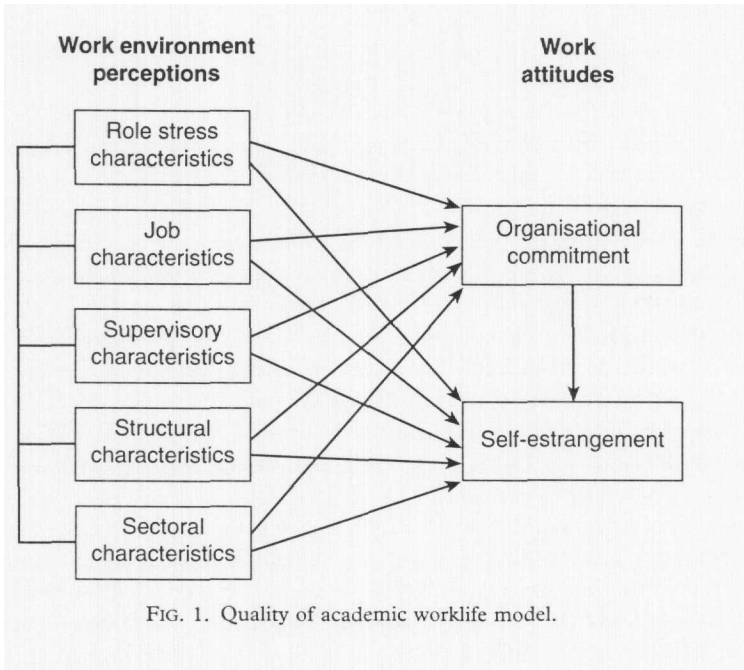 Work environment
perceptions
Work
attitudes
Role stress
characteristics
Job
characteristics
Supervisory
characteristics
Structural
characteristics
Sectoral
characteristics
Organisational
commitment
Self-estrangement
FIG. 1. Quality of academic worklife model.